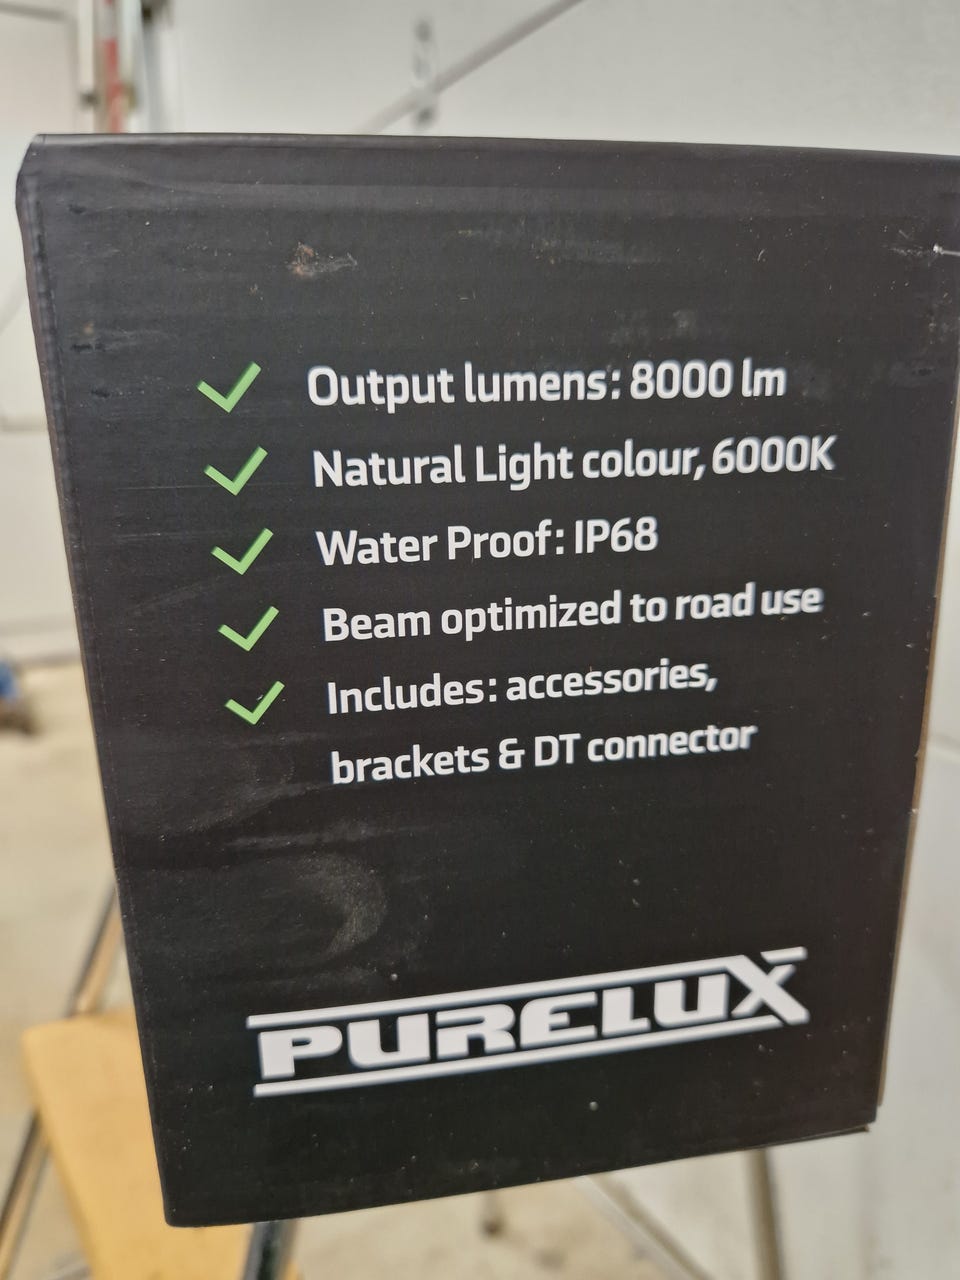 Output lumens: 8000 lm
Natural Light colour, 6000K
Water Proof: IP68
Beam optimized to road use
Includes: accessories,
brackets & DT connector
PURELUX